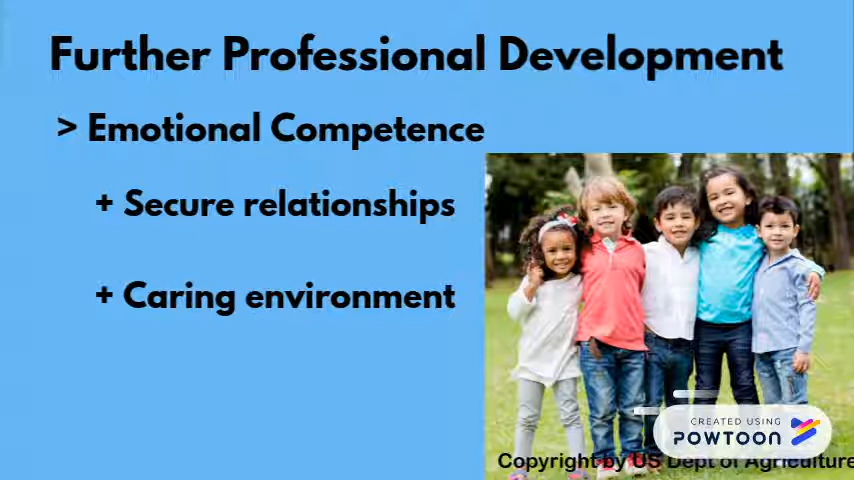 Further Professional Development
> Emotional Competence
+ Secure relationships
+ Caring environment
CREATED USING
POWTOON
Copyright by US Dept of Agriculture